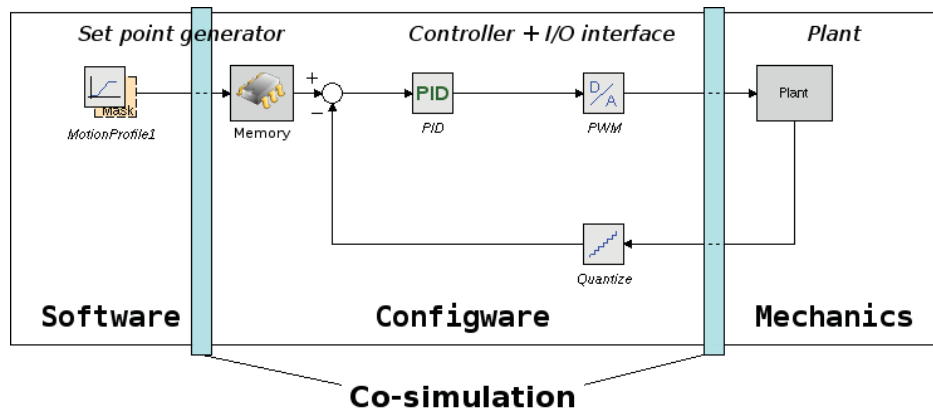 Set point generator
Controller + I/O interface
Plant
Mask
MotionProfile1
Memory
+
−
PID
PID
D/A
PWM
Plant
Quantize
Software
Configware
Mechanics
Co-simulation